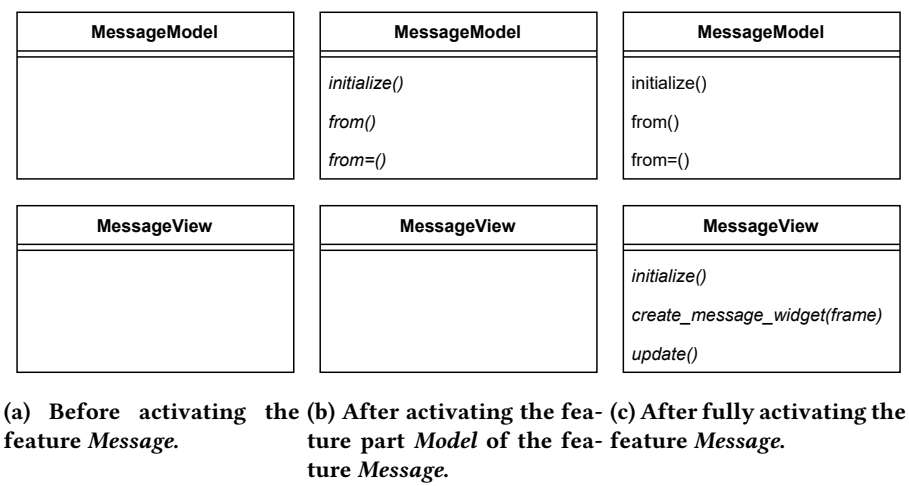 MessageModel
MessageModel
initialize()
from()
from=()
MessageModel
initialize()
from()
from=()
MessageView
MessageView
MessageView
initialize()
create_message_widget(frame)
update()
(a) Before activating the
feature Message.
(b) After activating the fea-
ture part Model of the fea-
ture Message.
(c) After fully activating the
feature Message.